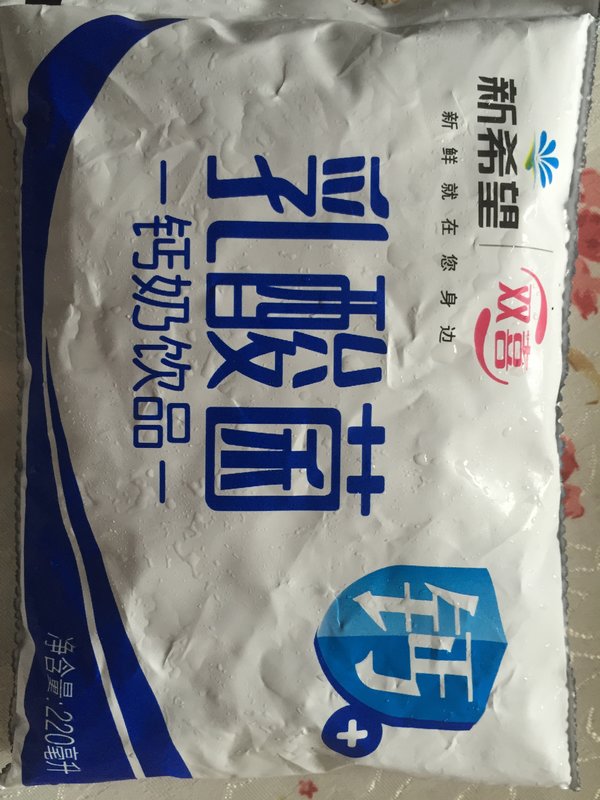 新希望 双喜
新鲜就在您身边
乳酸菌
钙奶饮品
钙+
净含量:220毫升